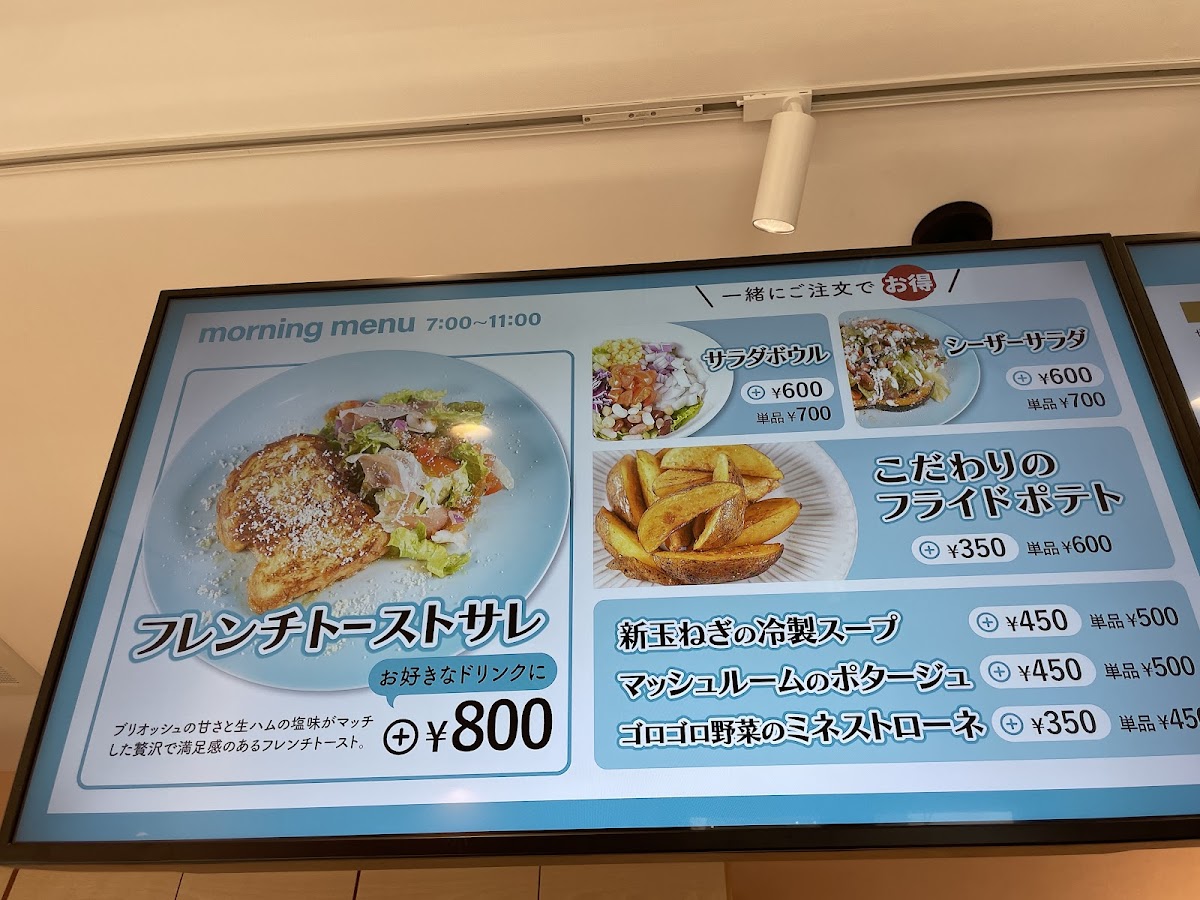 morning menu 7:00~11:00
フレンチトーストサレ
お好きなドリンクに
⊕¥800
ブリオッシュの甘さと生ハムの塩味がマッチ
した贅沢で満足感のあるフレンチトースト。
一緒にご注文でお得
サラダボウル
⊕¥600
単品¥700
シーザーサラダ
⊕¥600
単品¥700
こだわりの
フライドポテト
⊕¥350 単品¥600
新玉ねぎの冷製スープ ⊕¥450 単品¥500
マッシュルームのポタージュ ⊕¥450 単品¥500
ゴロゴロ野菜のミネストローネ ⊕¥350 単品¥450